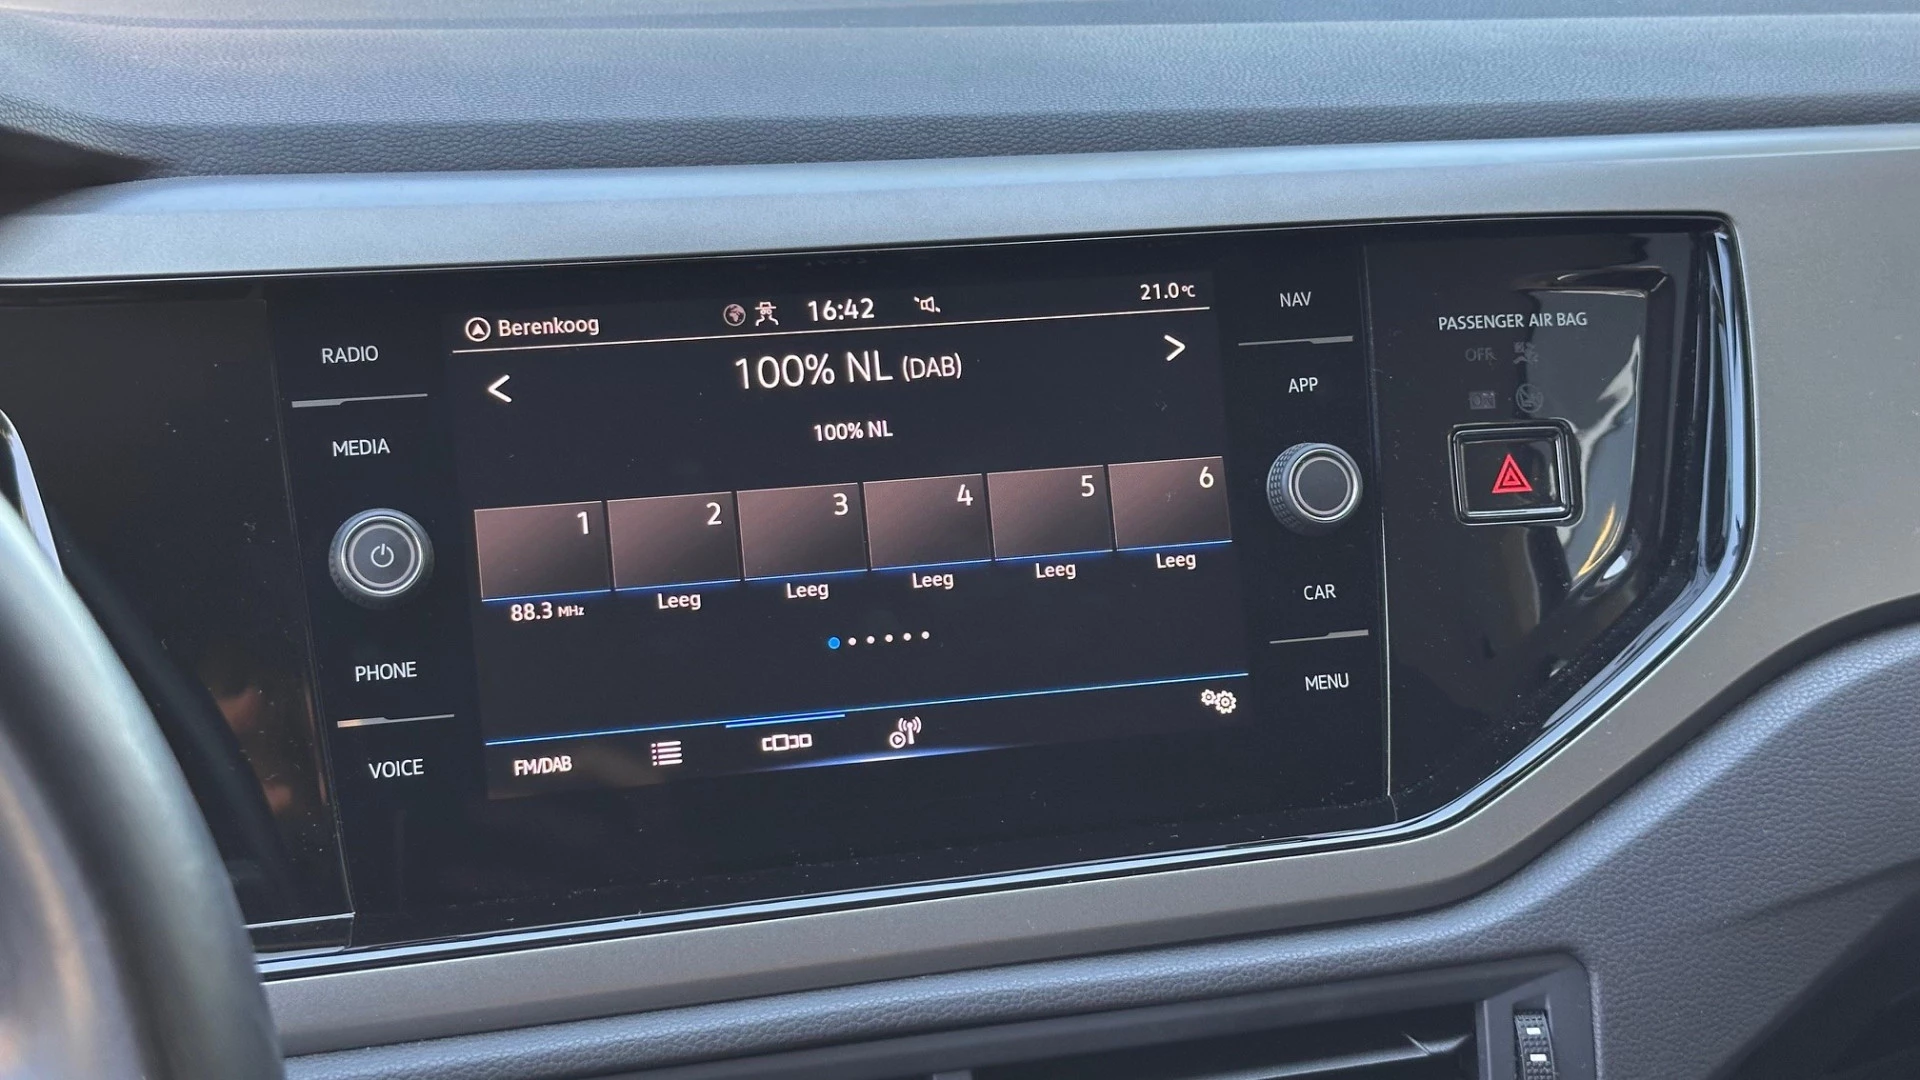 Berenkoog
16:42
21.0°C
100% NL (DAB)
100% NL
1 2 3 4 5 6
88.3 MHz Leeg Leeg Leeg Leeg Leeg
FM/DAB
RADIO
MEDIA
PHONE
VOICE
NAV
APP
CAR
MENU
PASSENGER AIR BAG
OFF
ON